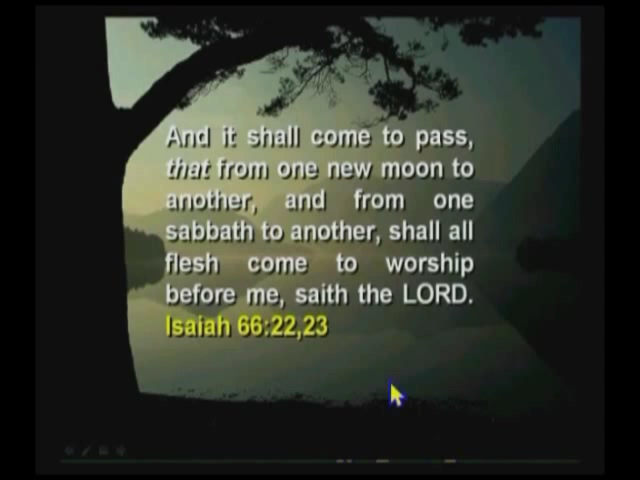 And it shall come to pass,
that from one new moon to
another, and from one
sabbath to another, shall all
flesh come to worship
before me, saith the LORD.
Isaiah 66:22,23